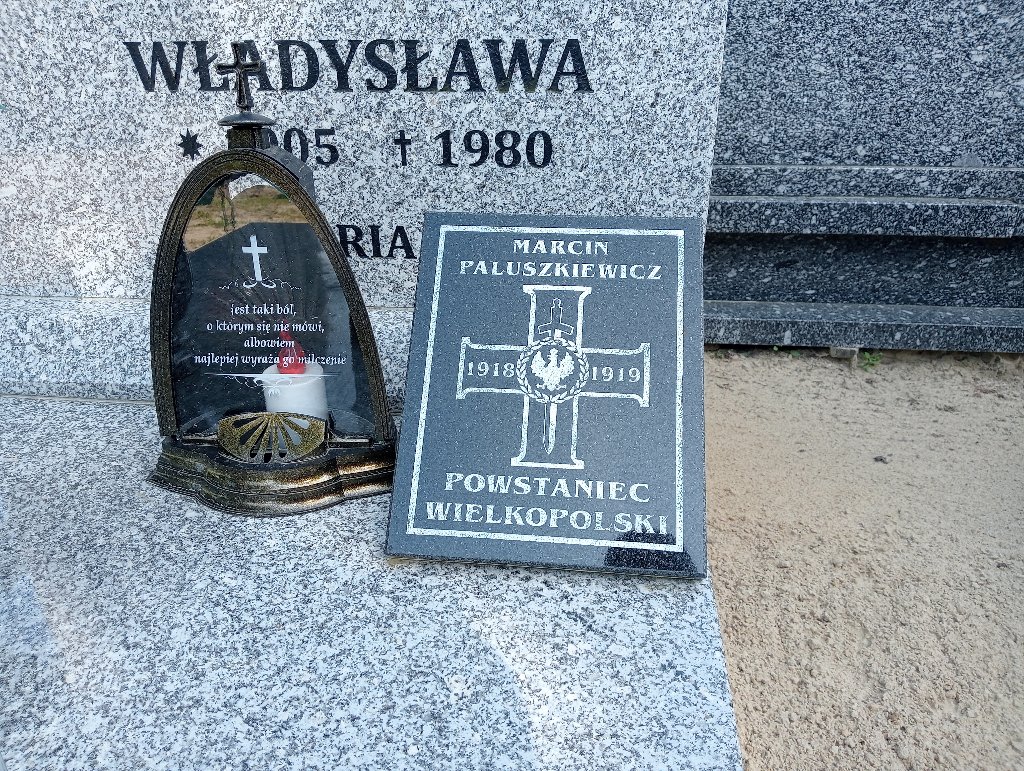 WŁADYSŁAWA
005 † 1980
RIA
jest taki ból,
o którym się nie mówi,
albowiem
najlepiej wyraża go milczenie
MARCIN
PALUSZKIEWICZ
1918 1919
POWSTANIEC
WIELKOPOLSKI